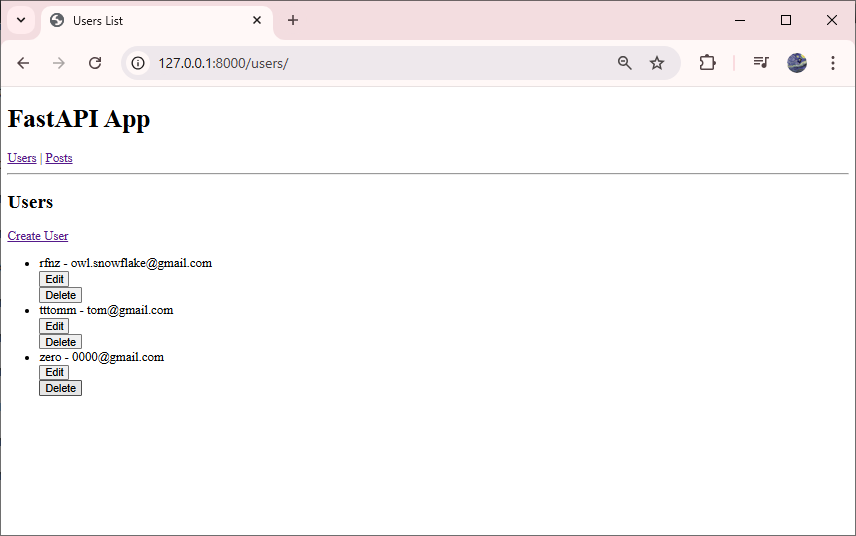 Users List
127.0.0.1:8000/users/
FastAPI App
Users | Posts
Users
Create User
rfnz - owl.snowflake@gmail.com
Edit
Delete
tttomm - tom@gmail.com
Edit
Delete
zero - 0000@gmail.com
Edit
Delete